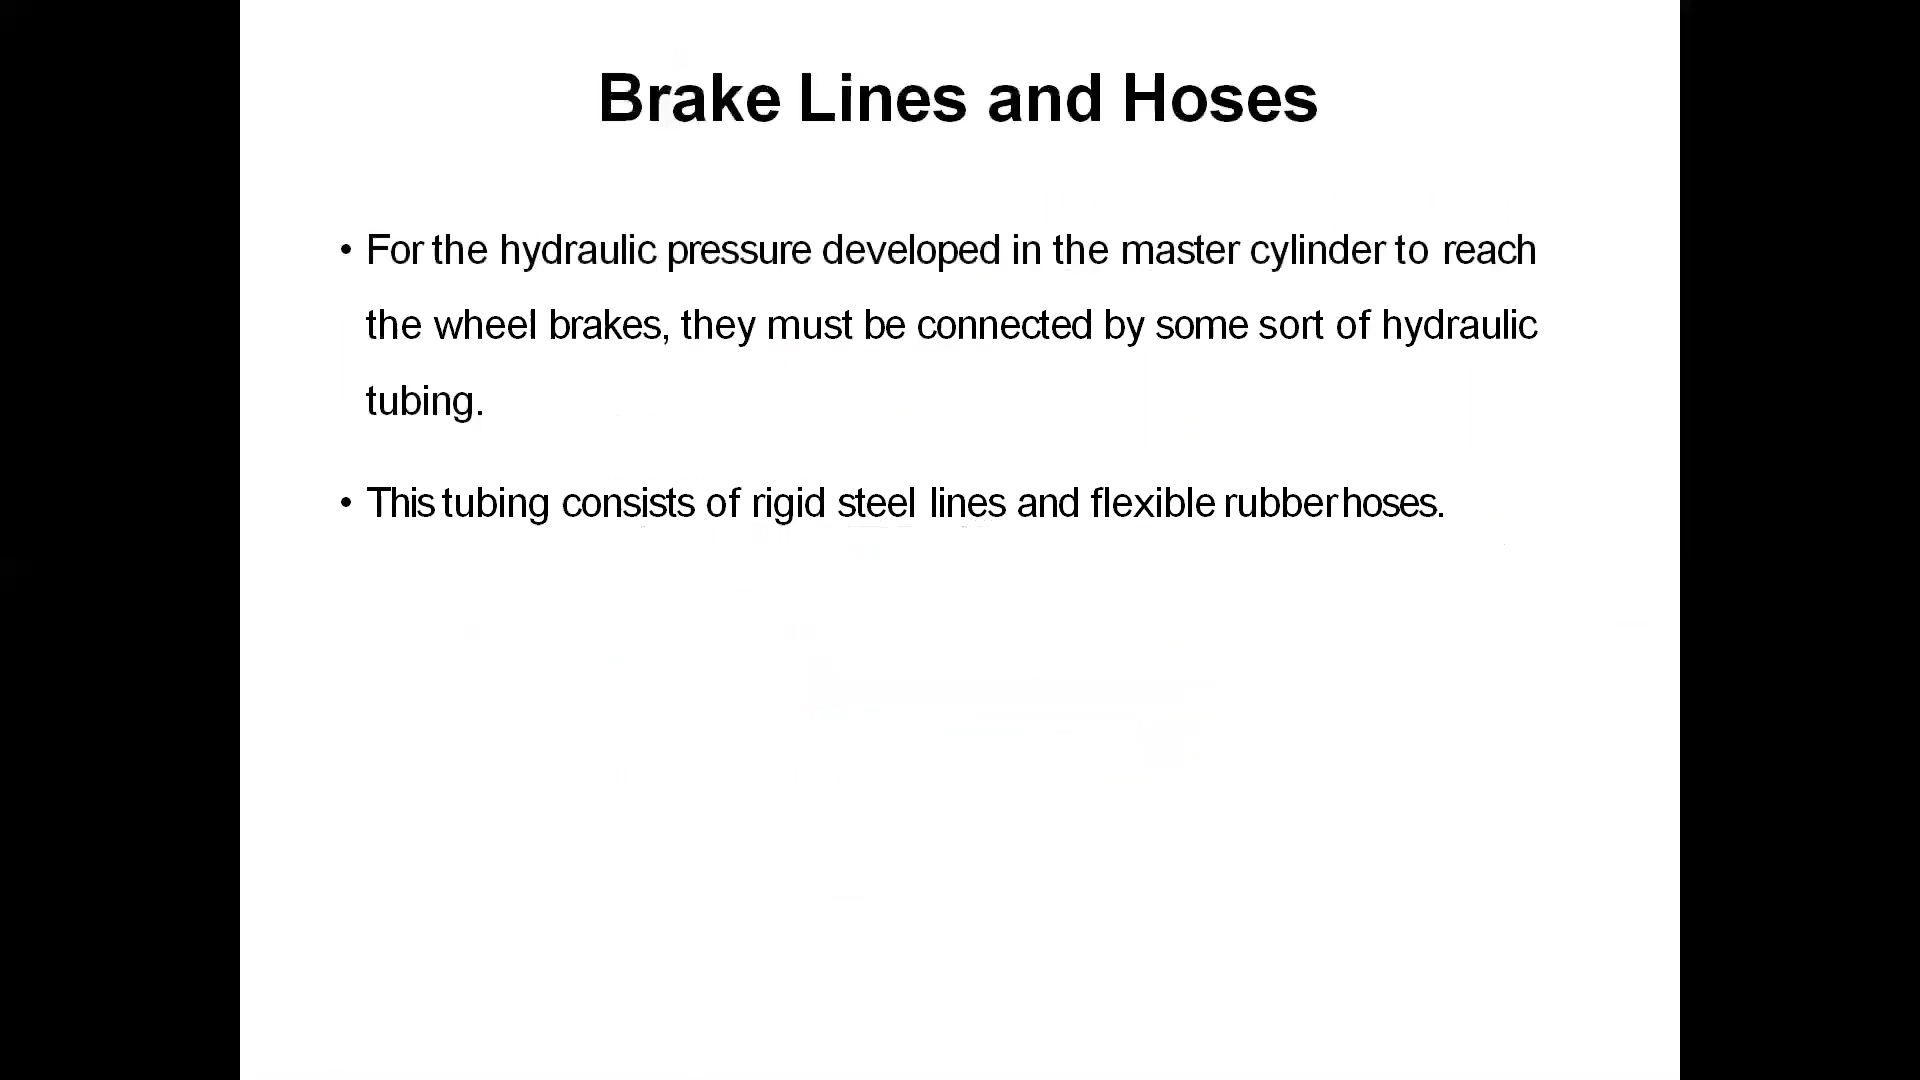 Brake Lines and Hoses
• For the hydraulic pressure developed in the master cylinder to reach
the wheel brakes, they must be connected by some sort of hydraulic
tubing.
• This tubing consists of rigid steel lines and flexible rubber hoses.